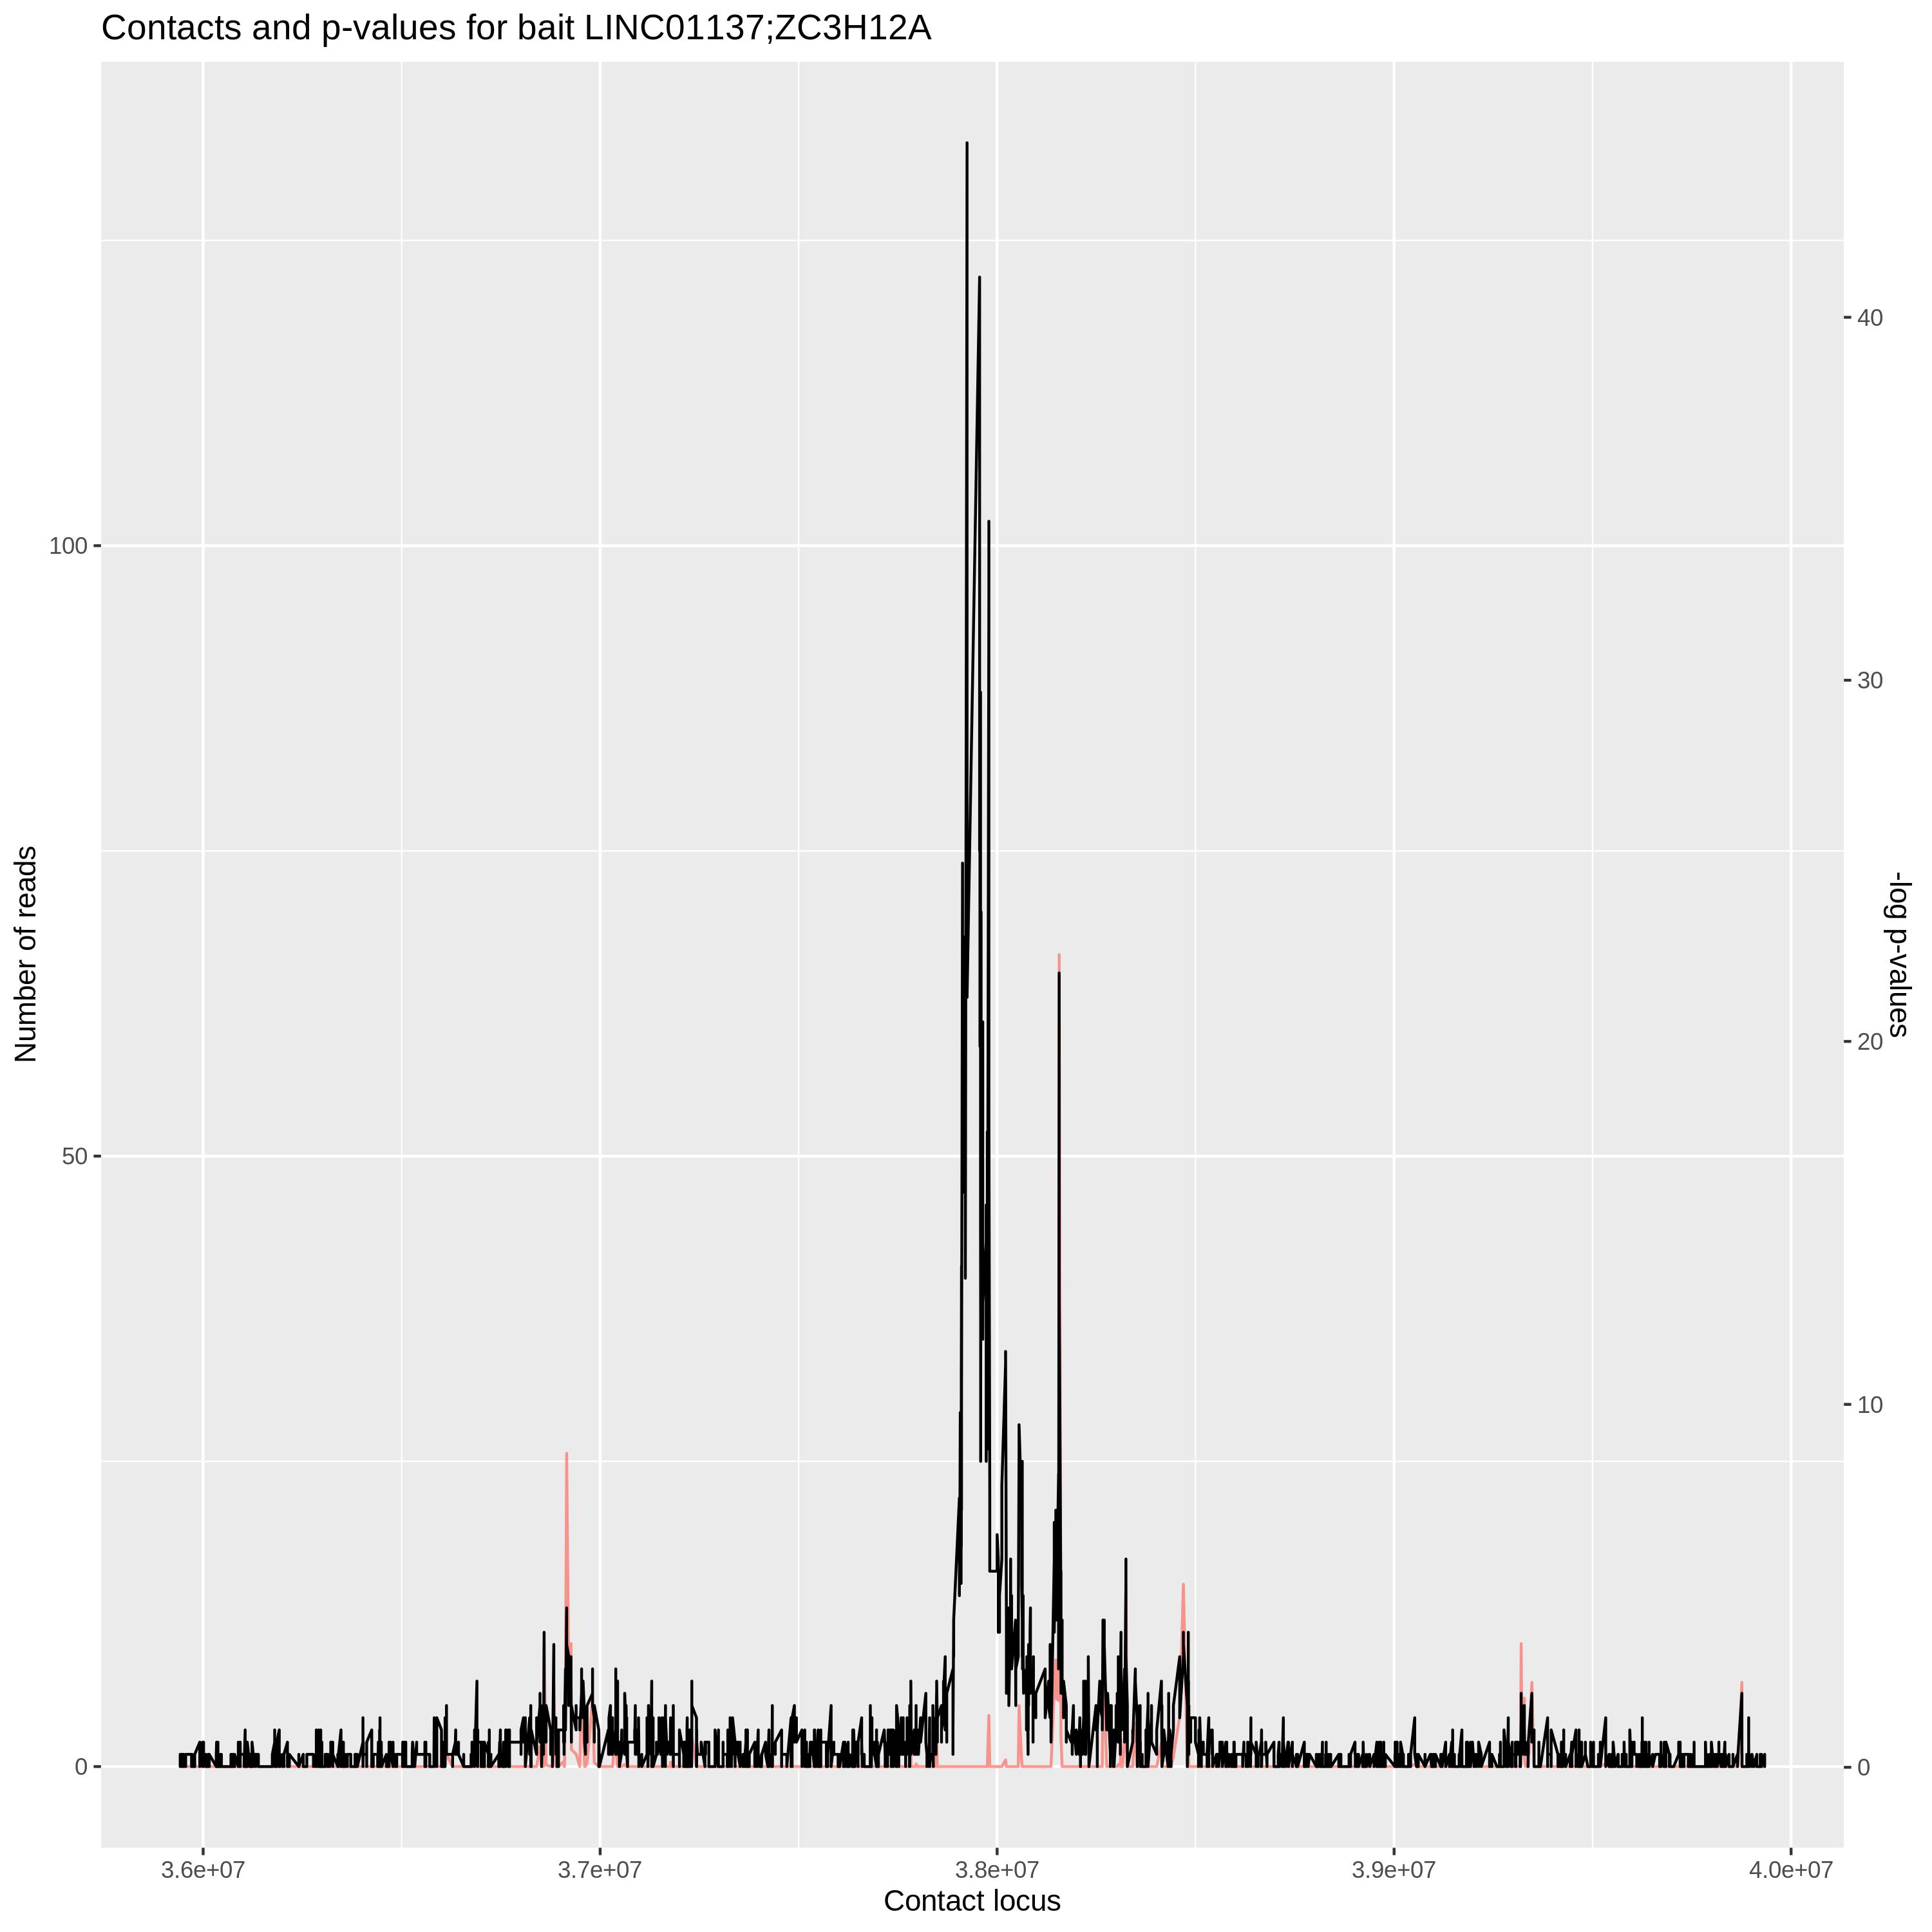 Contacts and p-values for bait LINC01137;ZC3H12A
Number of reads
100
50
0
40
30
20
10
0
-log p-values
3.6e+07
3.7e+07
3.8e+07
3.9e+07
4.0e+07
Contact locus